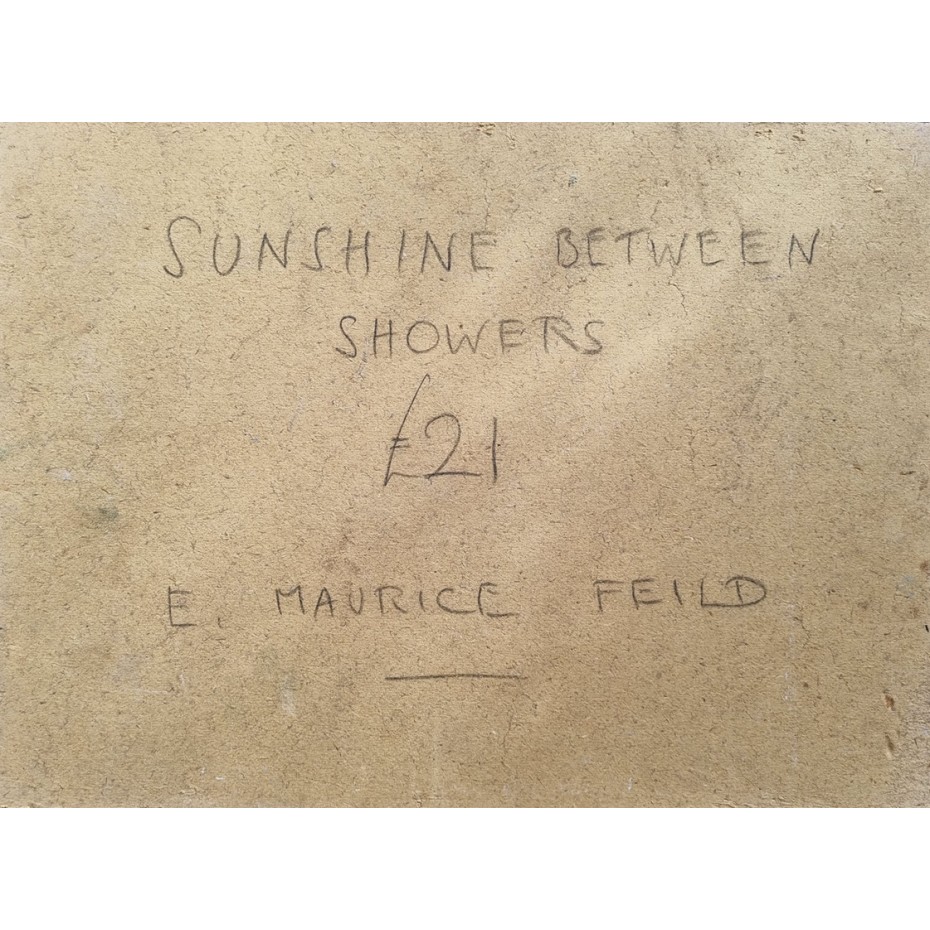 SUNSHINE BETWEEN
SHOWERS
£21
E. MAURICE FEILD